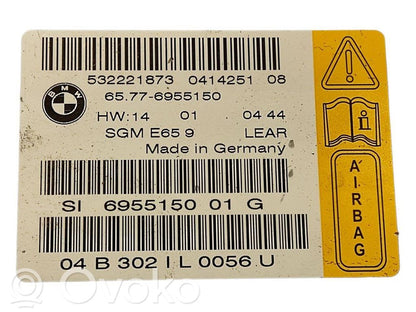 532221873 0414251 08
BMW
65.77-6955150
HW:14 01 04 44
SGM E65 9 LEAR
Made in Germany
SI 6955150 01 G
04 B 302 I L 0056 U
i
AIRBAG
OVOKO